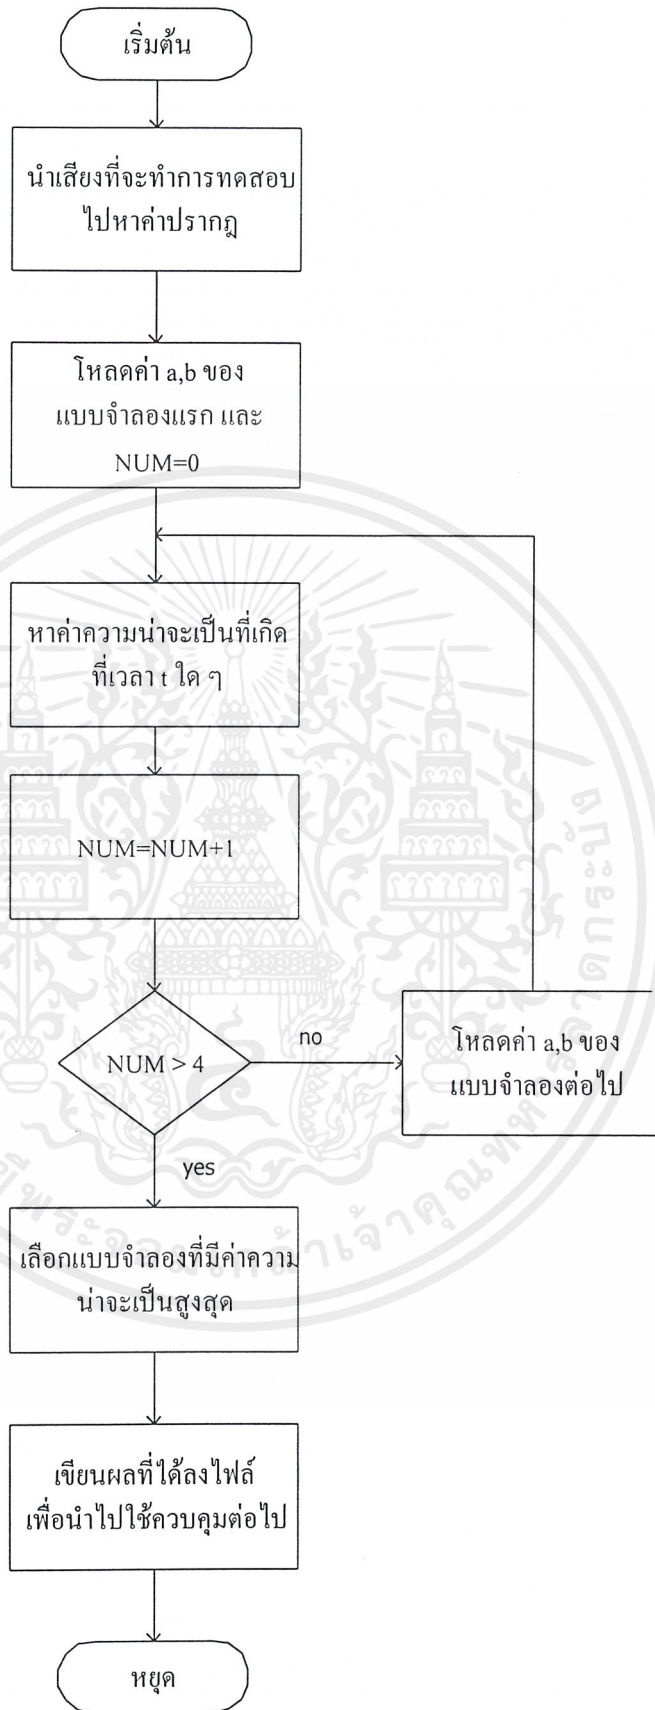 เริ่มต้น
นำเสียงที่จะทำการทดสอบ
ไปหาค่าปรากฏ
โหลดค่า a,b ของ
แบบจำลองแรก และ
NUM=0
หาค่าความน่าจะเป็นที่เกิด
ที่เวลา t ใด ๆ
NUM=NUM+1
NUM > 4
no
โหลดค่า a,b ของ
แบบจำลองต่อไป
yes
เลือกแบบจำลองที่มีค่าความ
น่าจะเป็นสูงสุด
เขียนผลที่ได้ลงไฟล์
เพื่อนำไปใช้ควบคุมต่อไป
หยุด